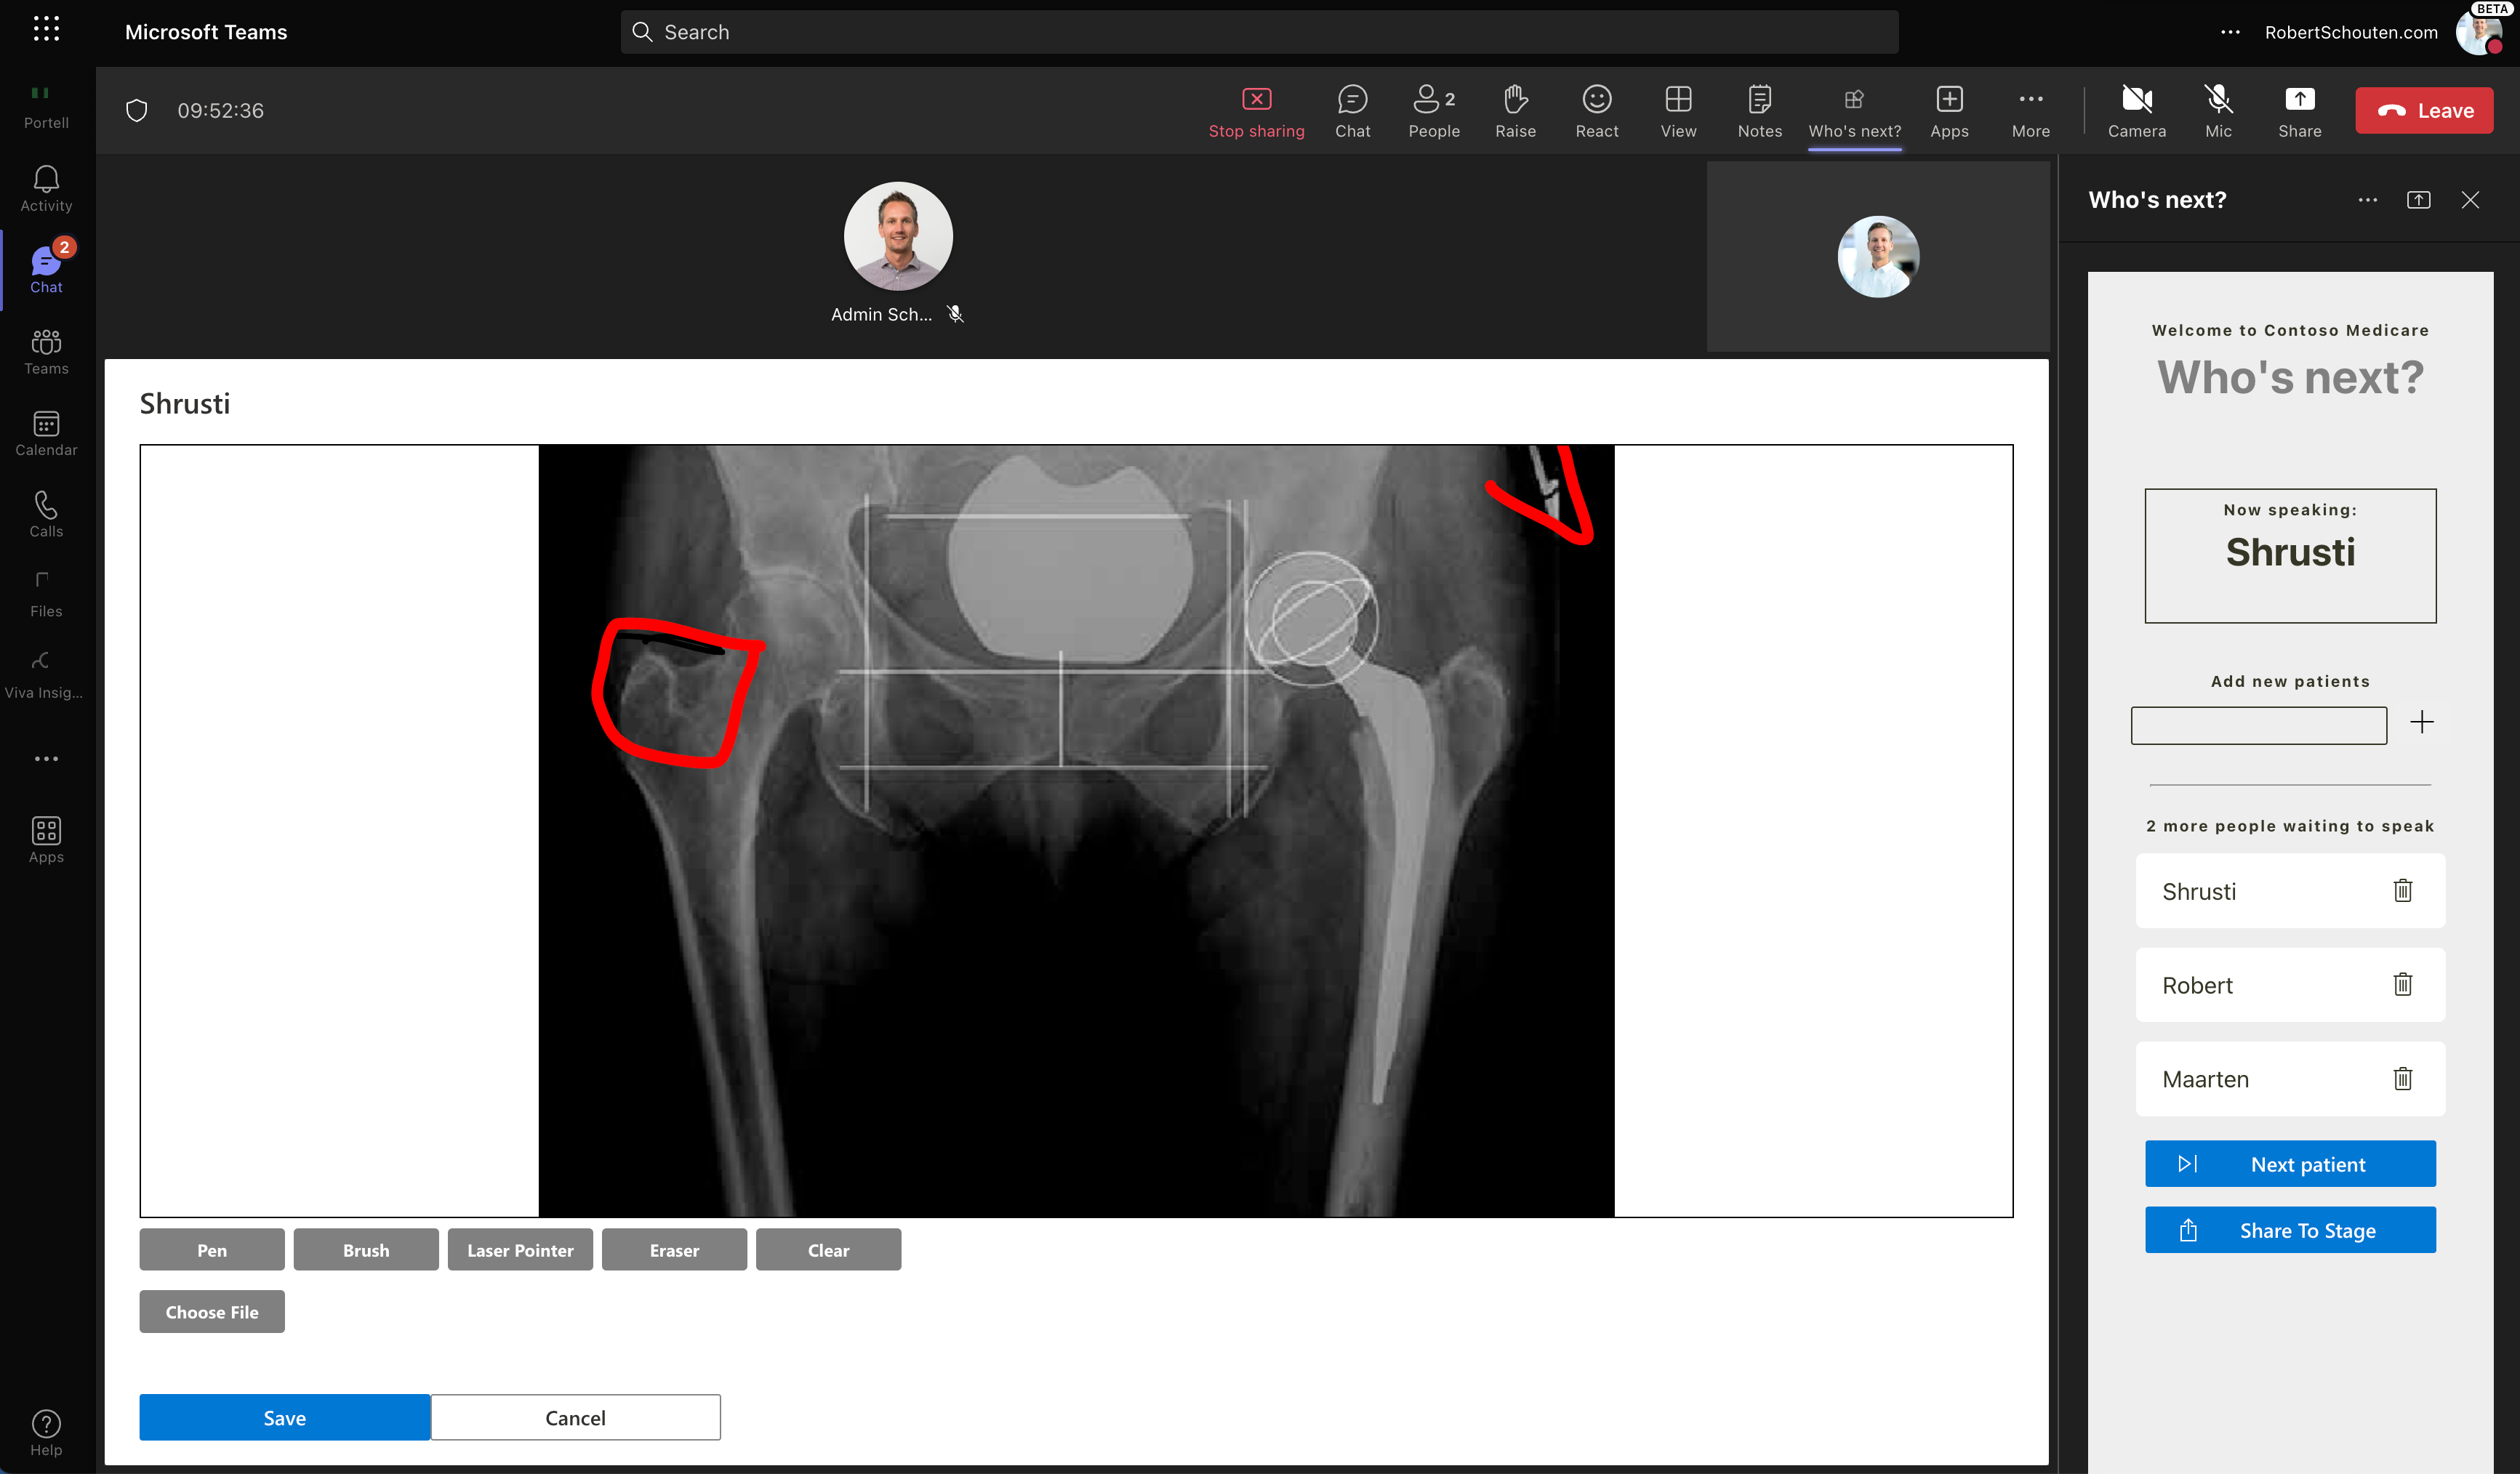 BETA
Microsoft Teams
Search
RobertSchouten.com
09:52:36
Stop sharing
Chat
People 2
Raise
React
View
Notes
Who's next?
Apps
More
Camera
Mic
Share
Leave
Portell
Activity
2
Chat
Teams
Calendar
Calls
Files
Viva Insig...
Apps
Help
Admin Sch...
Shrusti
Pen
Brush
Laser Pointer
Eraser
Clear
Choose File
Save
Cancel
Who's next?
Welcome to Contoso Medicare
Who's next?
Now speaking:
Shrusti
Add new patients
2 more people waiting to speak
Shrusti
Robert
Maarten
Next patient
Share To Stage